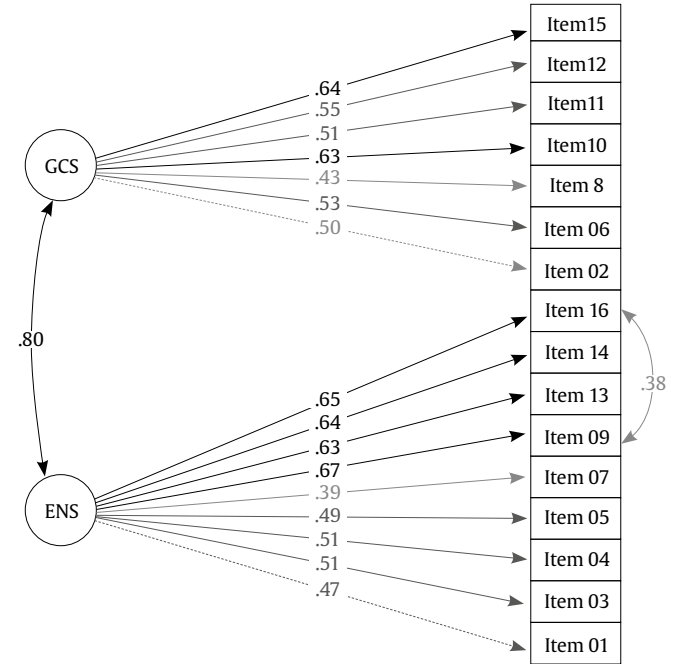 Item15
Item12
.64
.55
Item11
.51
Item10
.63
GCS
.43
Item 8
.53
Item 06
.50
Item 02
Item 16
.80
Item 14
.38
.65
Item 13
.64
.63
Item 09
.67
Item 07
.39
ENS
.49
Item 05
.51
Item 04
.51
.47
Item 03
Item 01